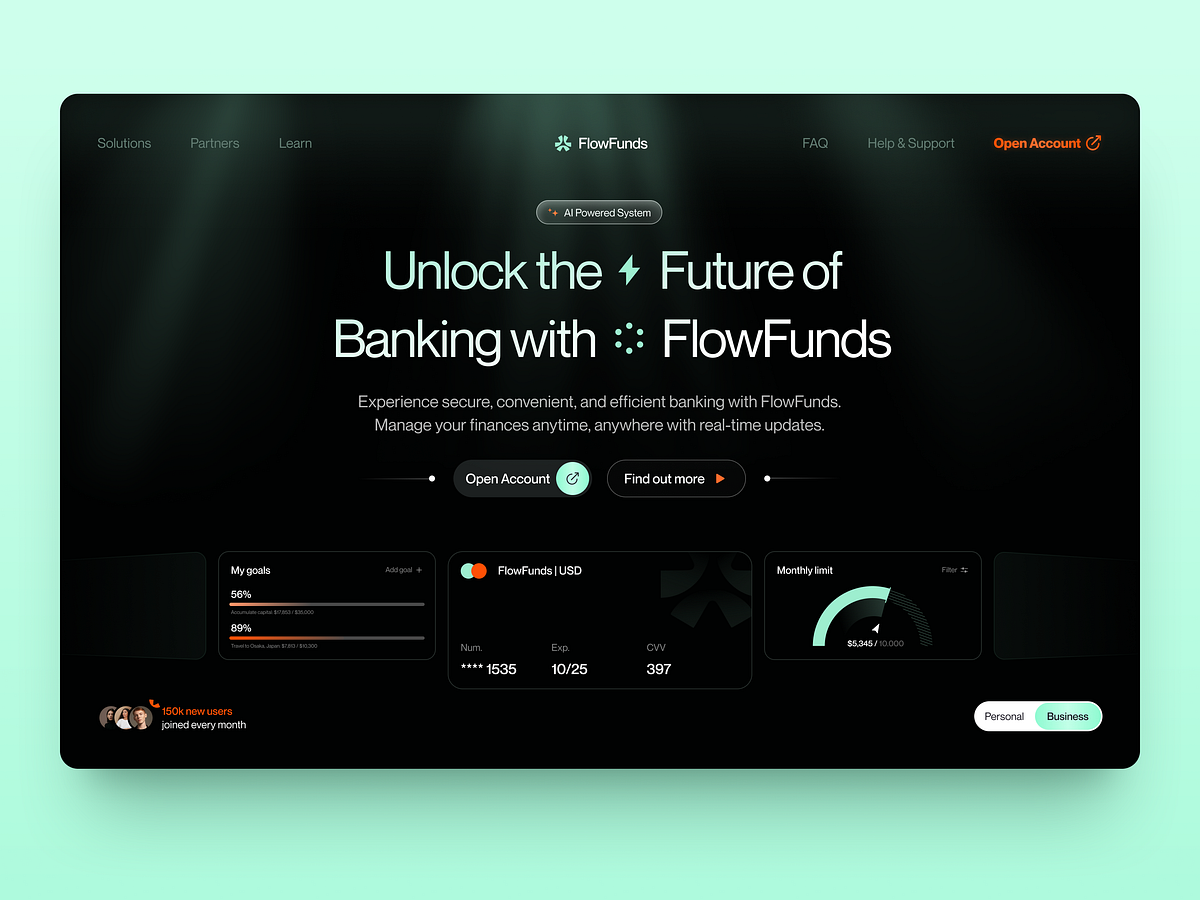 Solutions
Partners
Learn
FlowFunds
FAQ
Help & Support
Open Account
AI Powered System
Unlock the Future of
Banking with FlowFunds
Experience secure, convenient, and efficient banking with FlowFunds.
Manage your finances anytime, anywhere with real-time updates.
Open Account
Find out more
My goals
Add goal +
56%
Accumulate capital: $17,853 / $35,000
89%
Travel to Osaka, Japan: $7,813 / $10,300
FlowFunds | USD
Num.
Exp.
CVV
**** 1535
10/25
397
Monthly limit
Filter
$5,345 / 10,000
150k new users
joined every month
Personal
Business